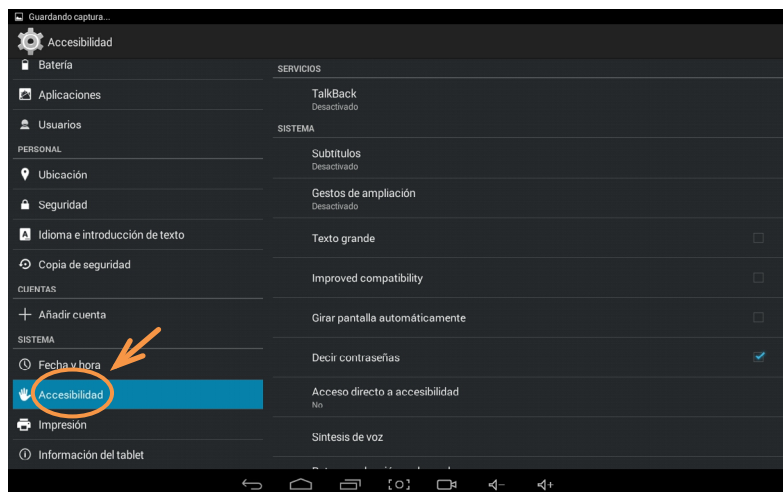 Guardando captura...
Accesibilidad
Batería
Aplicaciones
Usuarios
PERSONAL
Ubicación
Seguridad
Idioma e introducción de texto
Copia de seguridad
CUENTAS
Añadir cuenta
SISTEMA
Fecha y hora
Accesibilidad
Impresión
Información del tablet
SERVICIOS
TalkBack
Desactivado
SISTEMA
Subtítulos
Desactivado
Gestos de ampliación
Desactivado
Texto grande
Improved compatibility
Girar pantalla automáticamente
Decir contraseñas
Acceso directo a accesibilidad
No
Síntesis de voz